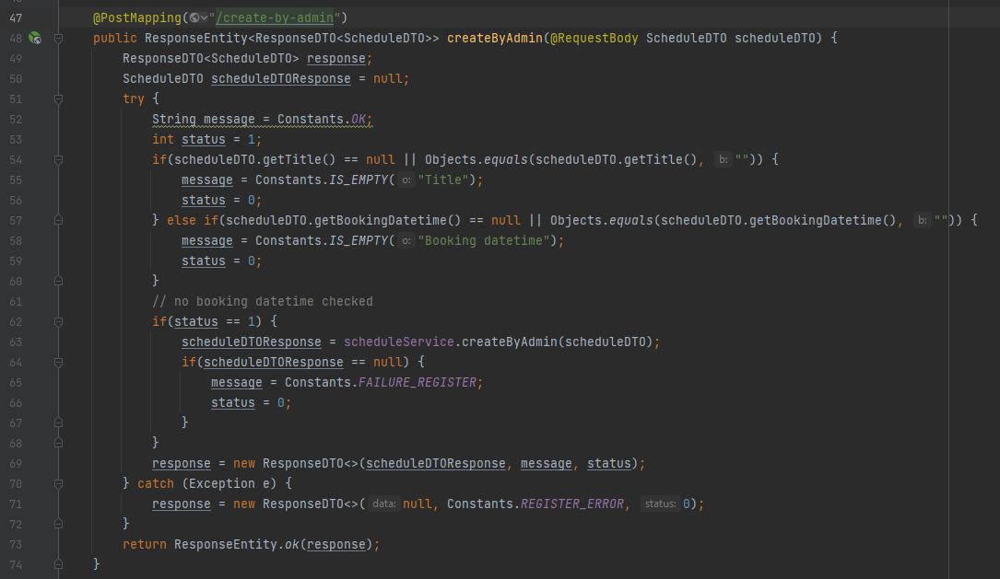 47 @PostMapping("/create-by-admin")
48 public ResponseEntity<ResponseDTO<ScheduleDTO>> createByAdmin(@RequestBody ScheduleDTO scheduleDTO) {
49 ResponseDTO<ScheduleDTO> response;
50 ScheduleDTO scheduleDTOResponse = null;
51 try {
52 String message = Constants.OK;
53 int status = 1;
54 if(scheduleDTO.getTitle() == null || Objects.equals(scheduleDTO.getTitle(), b: "")) {
55 message = Constants.IS_EMPTY( o: "Title");
56 status = 0;
57 } else if(scheduleDTO.getBookingDatetime() == null || Objects.equals(scheduleDTO.getBookingDatetime(), b: "")) {
58 message = Constants.IS_EMPTY( o: "Booking datetime");
59 status = 0;
60 }
61 // no booking datetime checked
62 if(status == 1) {
63 scheduleDTOResponse = scheduleService.createByAdmin(scheduleDTO);
64 if(scheduleDTOResponse == null) {
65 message = Constants.FAILURE_REGISTER;
66 status = 0;
67 }
68 }
69 response = new ResponseDTO<>(scheduleDTOResponse, message, status);
70 } catch (Exception e) {
71 response = new ResponseDTO<>( data: null, Constants.REGISTER_ERROR, status: 0);
72 }
73 return ResponseEntity.ok(response);
74 }